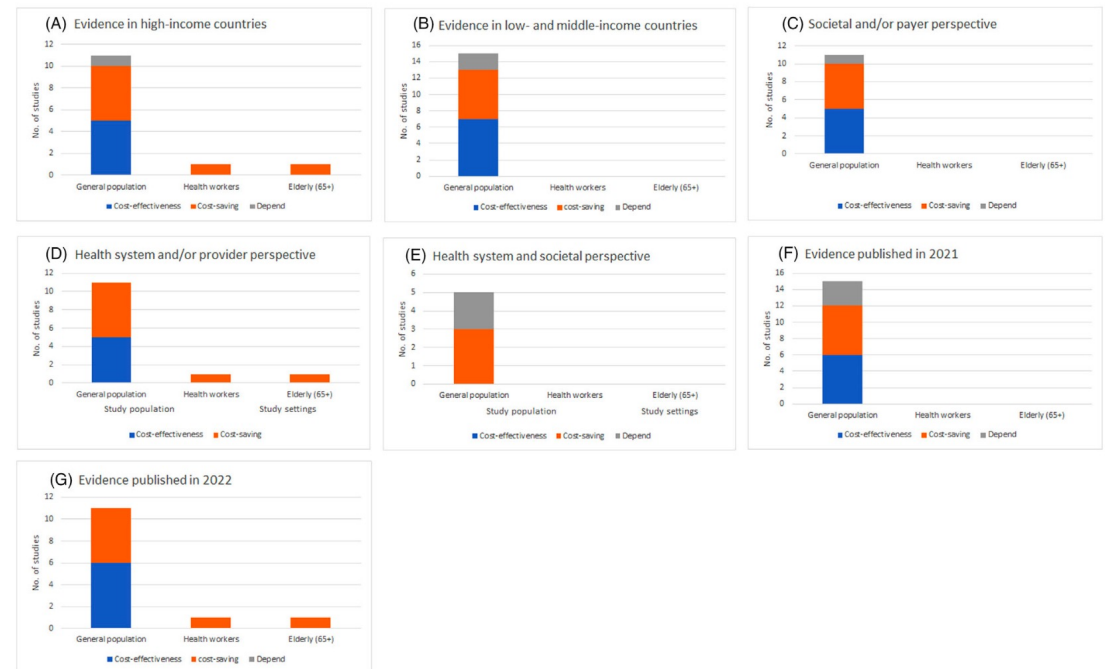 (A) Evidence in high-income countries
12
10
8
6
4
2
0
No. of studies
General population Health workers Elderly (65+)
Cost-effectiveness Cost-saving Depend
(B) Evidence in low- and middle-income countries
16
14
12
10
8
6
4
2
0
No. of studies
General population Health workers Elderly (65+)
Cost-effectiveness cost-saving Depend
(C) Societal and/or payer perspective
12
10
8
6
4
2
0
No. of studies
General population Health workers Elderly (65+)
Cost-effectiveness Cost-saving Depend
(D) Health system and/or provider perspective
12
10
8
6
4
2
0
No. of studies
General population Health workers Elderly (65+)
Study population Study settings
Cost-effectiveness Cost-saving
(E) Health system and societal perspective
6
5
4
3
2
1
0
No. of studies
General population Health workers Elderly (65+)
Study population Study settings
Cost-effectiveness Cost-saving Depend
(F) Evidence published in 2021
16
14
12
10
8
6
4
2
0
No. of studies
General population Health workers Elderly (65+)
Cost-effectiveness Cost-saving Depend
(G) Evidence published in 2022
12
10
8
6
4
2
0
No. of studies
General population Health workers Elderly (65+)
Cost-effectiveness cost-saving Depend